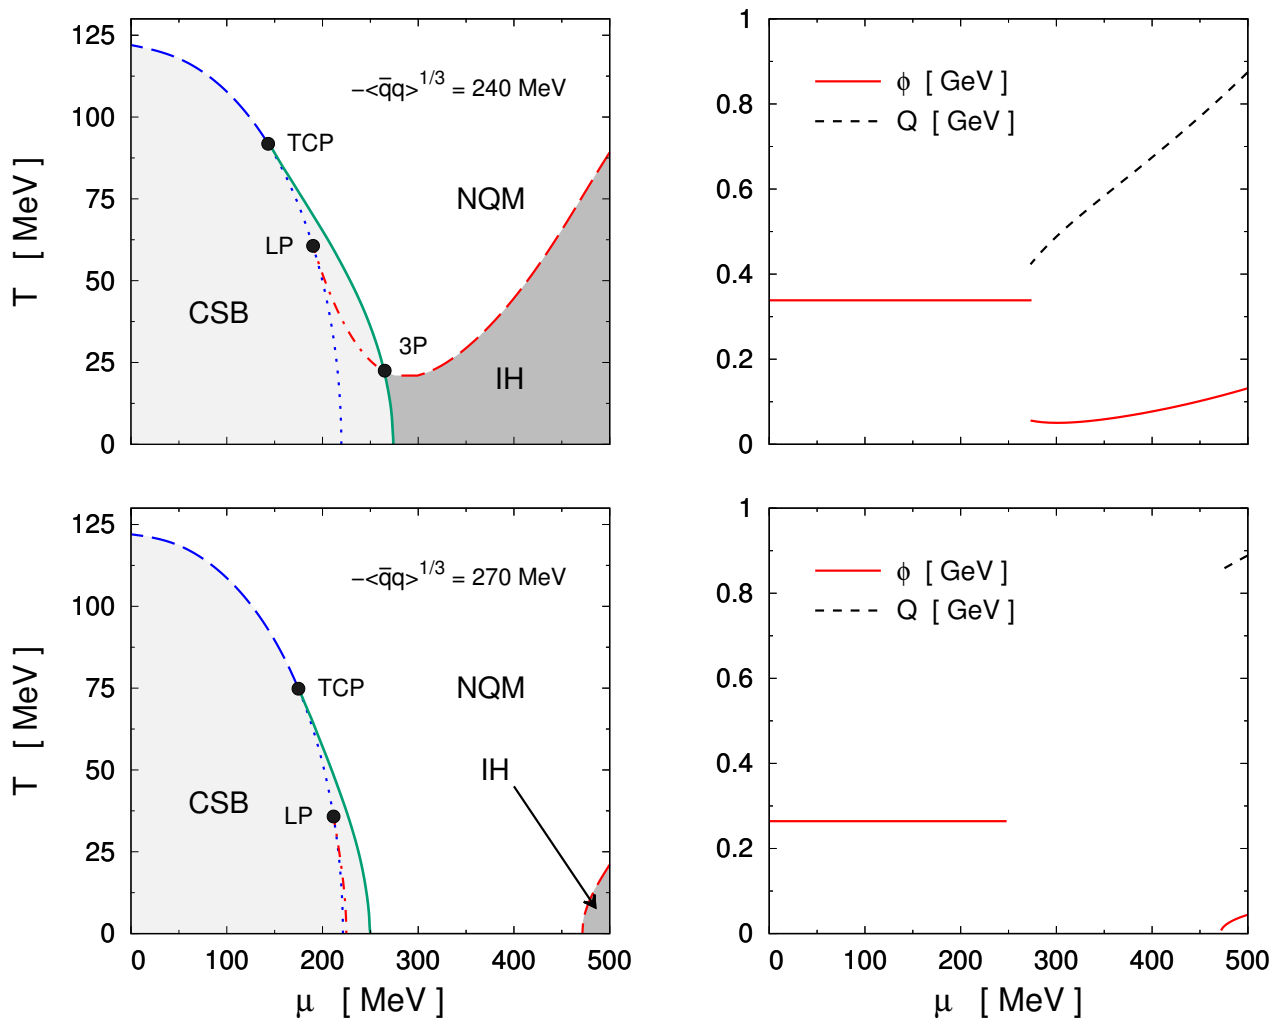 125
100
75
50
25
0
T [ MeV ]
−<q̅q>^1/3 = 240 MeV
TCP
LP
3P
CSB
NQM
IH
1
0.8
0.6
0.4
0.2
0
ϕ [ GeV ]
Q [ GeV ]
125
100
75
50
25
0
T [ MeV ]
−<q̅q>^1/3 = 270 MeV
TCP
LP
CSB
NQM
IH
0 100 200 300 400 500
μ [ MeV ]
1
0.8
0.6
0.4
0.2
0
ϕ [ GeV ]
Q [ GeV ]
0 100 200 300 400 500
μ [ MeV ]